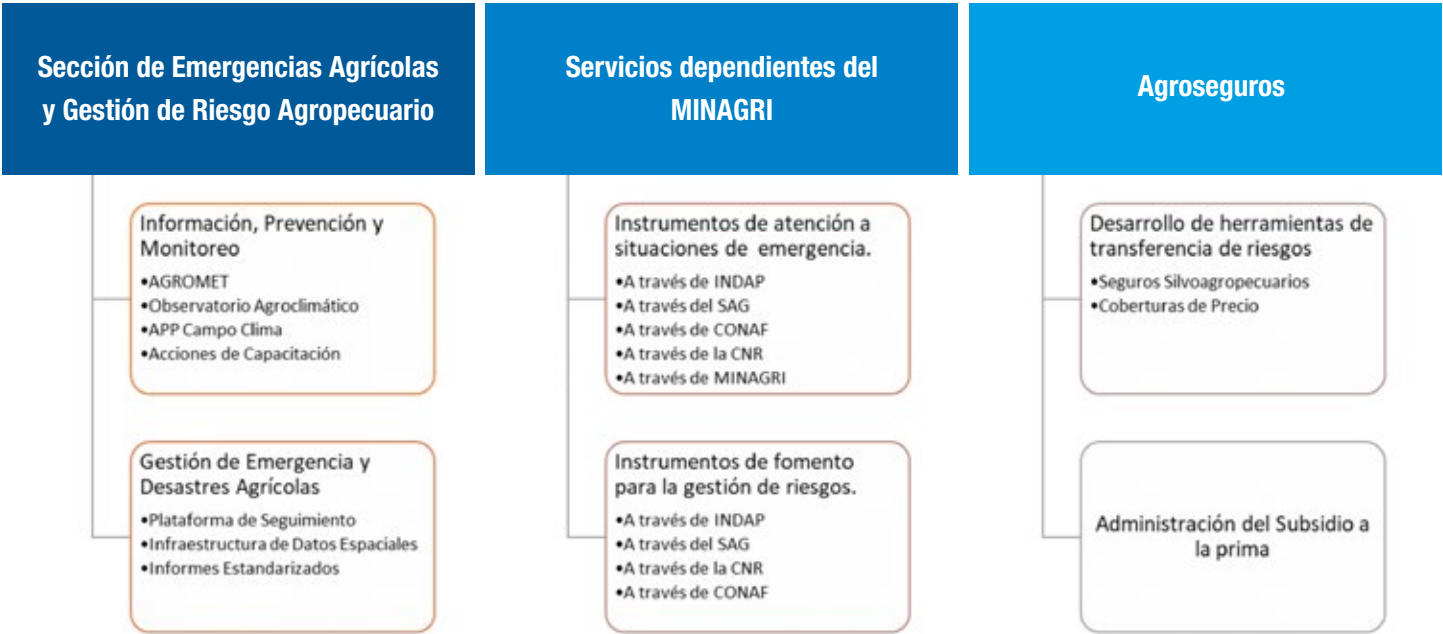 Sección de Emergencias Agrícolas
y Gestión de Riesgo Agropecuario
Información, Prevención y
Monitoreo
•AGROMET
•Observatorio Agroclimático
•APP Campo Clima
•Acciones de Capacitación
Gestión de Emergencia y
Desastres Agrícolas
•Plataforma de Seguimiento
•Infraestructura de Datos Espaciales
•Informes Estandarizados
Servicios dependientes del
MINAGRI
Instrumentos de atención a
situaciones de emergencia.
•A través de INDAP
•A través del SAG
•A través de CONAF
•A través de la CNR
•A través de MINAGRI
Instrumentos de fomento
para la gestión de riesgos.
•A través de INDAP
•A través del SAG
•A través de la CNR
•A través de CONAF
Agroseguros
Desarrollo de herramientas de
transferencia de riesgos
•Seguros Silvoagropecuarios
•Coberturas de Precio
Administración del Subsidio a
la prima